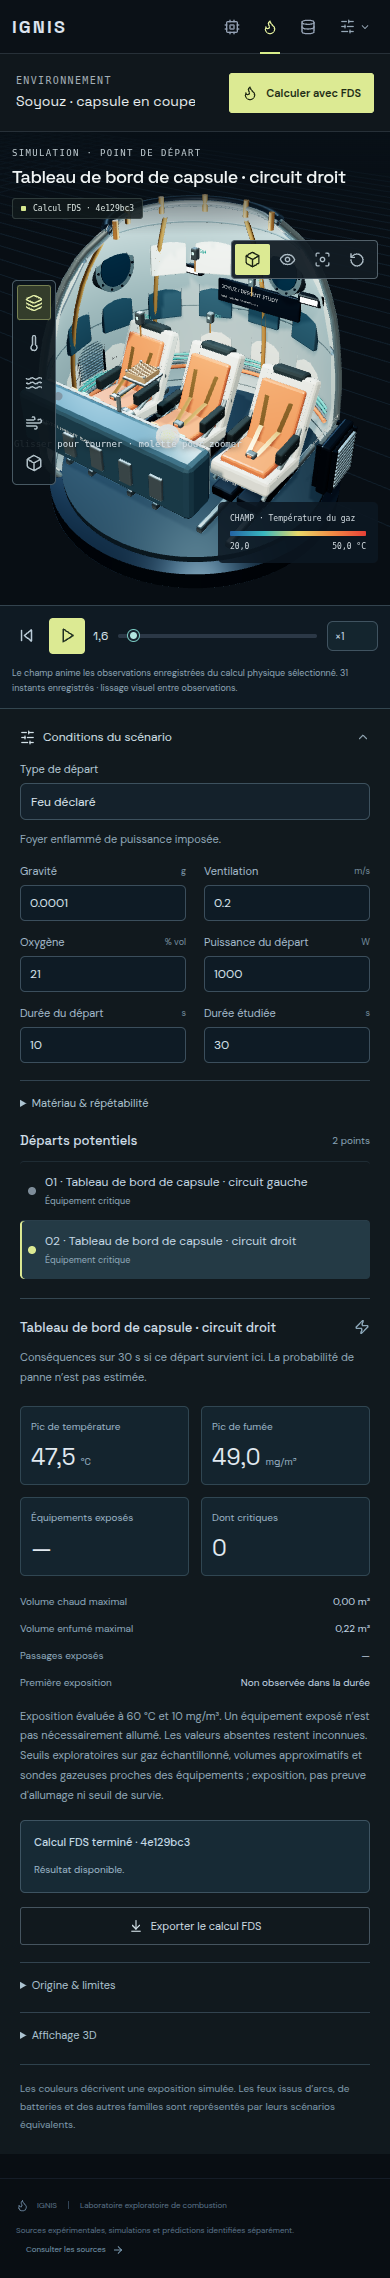 IGNIS
ENVIRONNEMENT
Soyouz · capsule en coupe
Calculer avec FDS
SIMULATION · POINT DE DÉPART
Tableau de bord de capsule · circuit droit
Calcul FDS · 4e129bc3
SOYUZ / DESCENT STUDY
Glisser pour tourner · molette pour zoomer
CHAMP · Température du gaz
20,0 50,0 °C
1,6
×1
Le champ anime les observations enregistrées du calcul physique sélectionné. 31
instants enregistrés · lissage visuel entre observations.
Conditions du scénario
Type de départ
Feu déclaré
Foyer enflammé de puissance imposée.
Gravité g Ventilation m/s
0.0001 0.2
Oxygène % vol Puissance du départ W
21 1000
Durée du départ s Durée étudiée s
10 30
Matériau & répétabilité
Départs potentiels 2 points
01 · Tableau de bord de capsule · circuit gauche
Équipement critique
02 · Tableau de bord de capsule · circuit droit
Équipement critique
Tableau de bord de capsule · circuit droit
Conséquences sur 30 s si ce départ survient ici. La probabilité de
panne n’est pas estimée.
Pic de température Pic de fumée
47,5 °C 49,0 mg/m³
Équipements exposés Dont critiques
— 0
Volume chaud maximal 0,00 m³
Volume enfumé maximal 0,22 m³
Passages exposés —
Première exposition Non observée dans la durée
Exposition évaluée à 60 °C et 10 mg/m³. Un équipement exposé n’est
pas nécessairement allumé. Les valeurs absentes restent inconnues.
Seuils exploratoires sur gaz échantillonné, volumes approximatifs et
sondes gazeuses proches des équipements ; exposition, pas preuve
d’allumage ni seuil de survie.
Calcul FDS terminé · 4e129bc3
Résultat disponible.
Exporter le calcul FDS
Origine & limites
Affichage 3D
Les couleurs décrivent une exposition simulée. Les feux issus d’arcs, de
batteries et des autres familles sont représentés par leurs scénarios
équivalents.
IGNIS | Laboratoire exploratoire de combustion
Sources expérimentales, simulations et prédictions identifiées séparément.
Consulter les sources